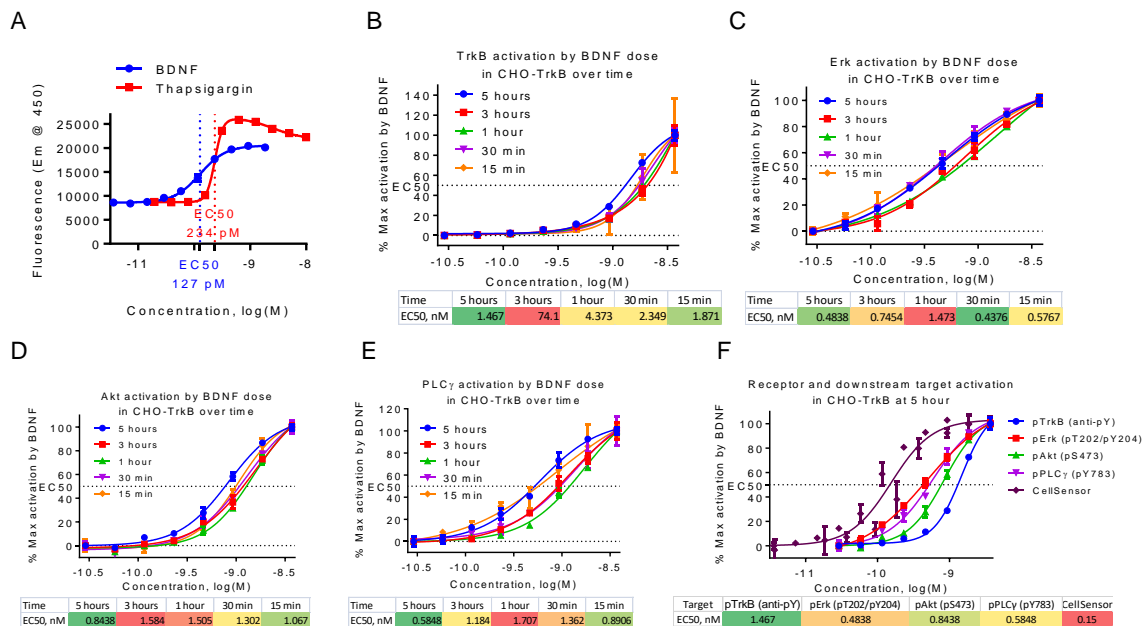 A
BDNF
Thapsigargin
Fluorescence (Em @ 450)
25000
20000
15000
10000
5000
0
EC50
234 pM
-11
-9
-8
EC50
127 pM
Concentration, log(M)
B
TrkB activation by BDNF dose
in CHO-TrkB over time
% Max activation by BDNF
140
120
100
80
60
EC50
40
20
0
5 hours
3 hours
1 hour
30 min
15 min
-10.5 -10.0 -9.5 -9.0 -8.5
Concentration, log(M)
Time 5 hours 3 hours 1 hour 30 min 15 min
EC50, nM 1.467 74.1 4.373 2.349 1.871
C
Erk activation by BDNF dose
in CHO-TrKB over time
% Max activation by BDNF
100
80
60
EC50
40
20
0
5 hours
3 hours
1 hour
30 min
15 min
-10.5 -10.0 -9.5 -9.0 -8.5
Concentration, log(M)
Time 5 hours 3 hours 1 hour 30 min 15 min
EC50, nM 0.4838 0.7454 1.473 0.4376 0.5767
D
Akt activation by BDNF dose
in CHO-TrkB over time
% Max activation by BDNF
100
80
60
EC50
40
20
0
5 hours
3 hours
1 hour
30 min
15 min
-10.5 -10.0 -9.5 -9.0 -8.5
Concentration, log(M)
Time 5 hours 3 hours 1 hour 30 min 15 min
EC50, nM 0.8438 1.584 1.505 1.302 1.067
E
PLCγ activation by BDNF dose
in CHO-TrkB over time
% Max activation by BDNF
120
100
80
60
EC50
40
20
0
5 hours
3 hours
1 hour
30 min
15 min
-10.5 -10.0 -9.5 -9.0 -8.5
Concentration, log(M)
Time 5 hours 3 hours 1 hour 30 min 15 min
EC50, nM 0.5848 1.184 1.707 1.362 0.8906
F
Receptor and downstream target activation
in CHO-TrkB at 5 hour
% Max activation by BDNF
100
80
60
EC50
40
20
0
pTrkB (anti-pY)
pErk (pT202/pY204)
pAkt (pS473)
pPLCγ (pY783)
CellSensor
-11 -10 -9
Concentration, log(M)
Target pTrkB (anti-pY) pErk (pT202/pY204) pAkt (pS473) pPLCγ (pY783) CellSensor
EC50, nM 1.467 0.4838 0.8438 0.5848 0.15